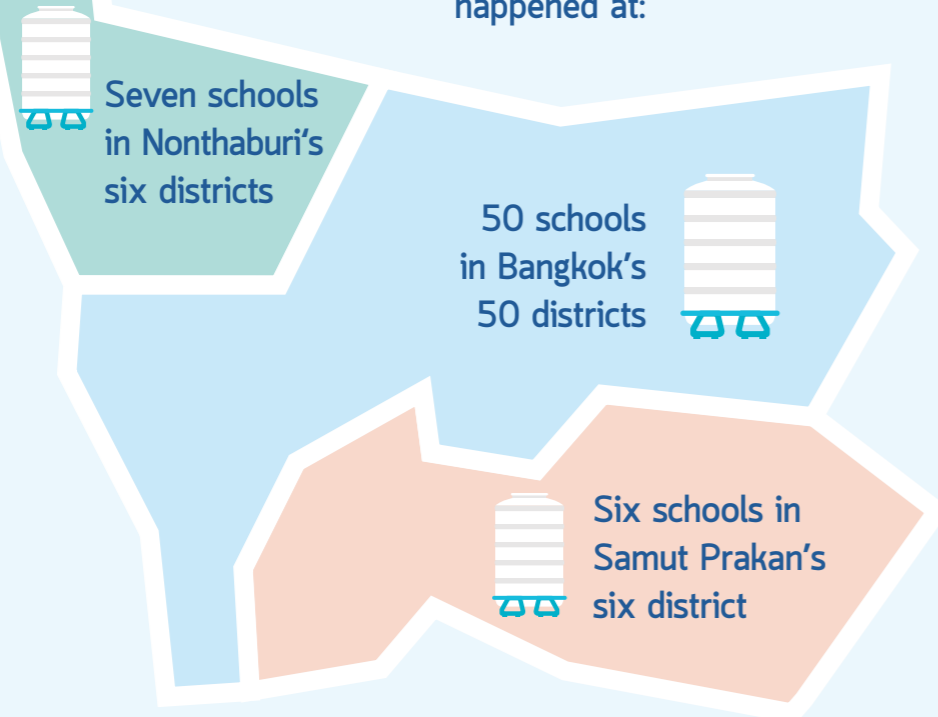 happened at:
Seven schools
in Nonthaburi's
six districts
50 schools
in Bangkok's
50 districts
Six schools in
Samut Prakan's
six district